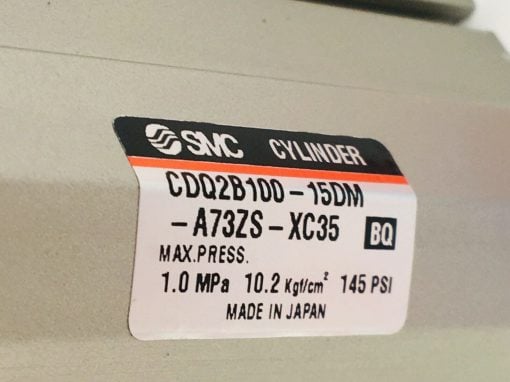 SMC CYLINDER
CDQ2B100-15DM
-A73ZS-XC35 BQ
MAX.PRESS.
1.0 MPa 10.2 Kgf/cm² 145 PSI
MADE IN JAPAN